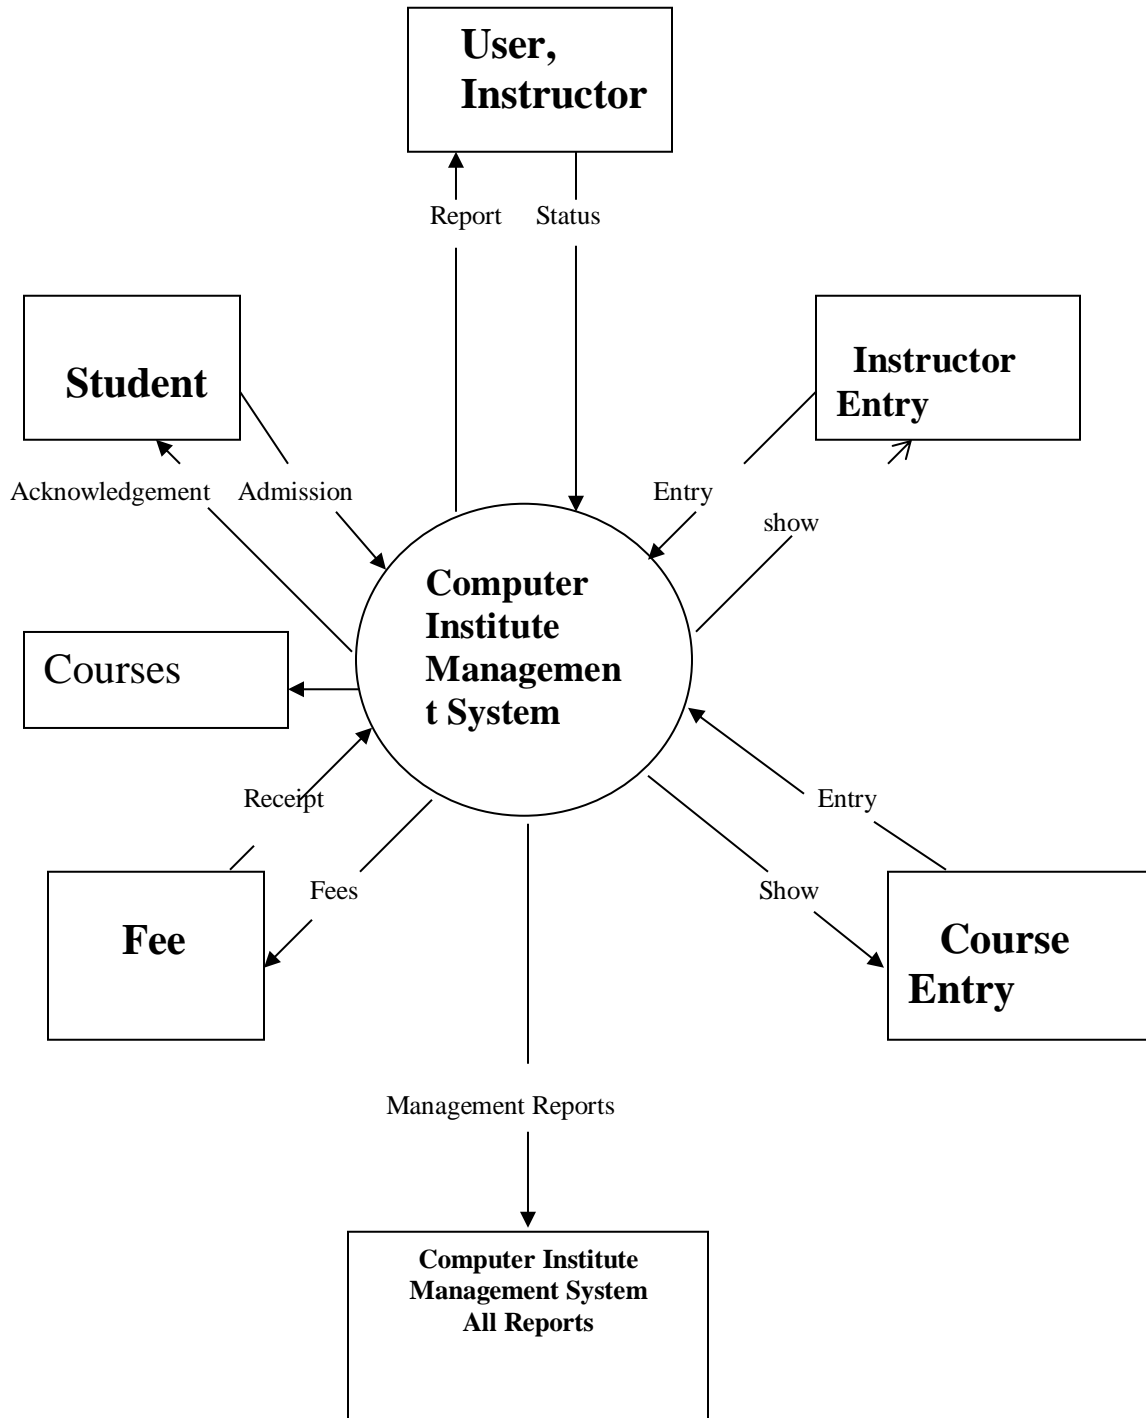 User,
Instructor
Report
Status
Student
Instructor
Entry
Acknowledgement
Admission
Entry
show
Computer
Institute
Managemen
t System
Courses
Receipt
Entry
Fees
Show
Fee
Course
Entry
Management Reports
Computer Institute
Management System
All Reports